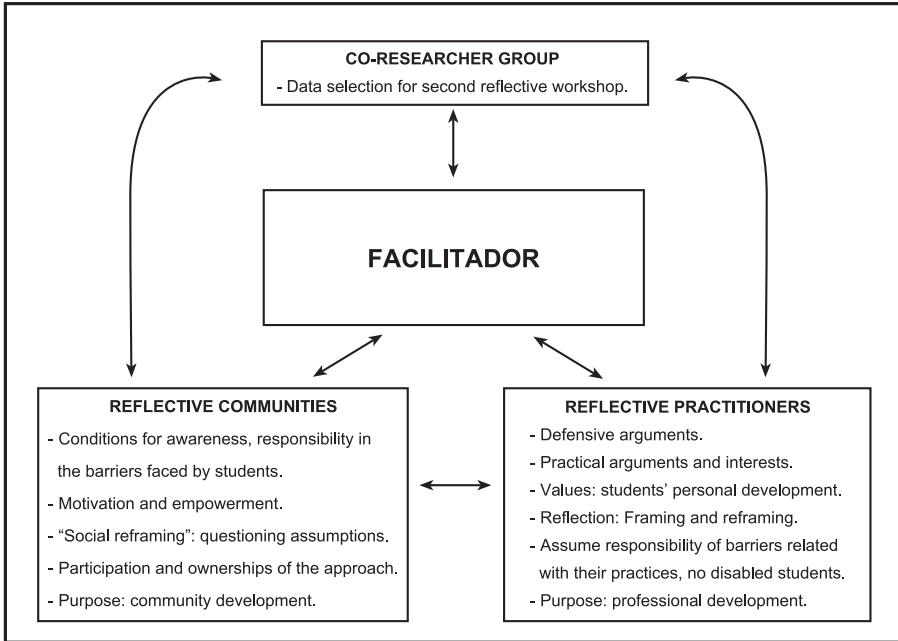 CO-RESEARCHER GROUP
- Data selection for second reflective workshop.
FACILITADOR
REFLECTIVE COMMUNITIES
- Conditions for awareness, responsibility in
the barriers faced by students.
- Motivation and empowerment.
- “Social reframing”: questioning assumptions.
- Participation and ownerships of the approach.
- Purpose: community development.
REFLECTIVE PRACTITIONERS
- Defensive arguments.
- Practical arguments and interests.
- Values: students’ personal development.
- Reflection: Framing and reframing.
- Assume responsibility of barriers related
with their practices, no disabled students.
- Purpose: professional development.